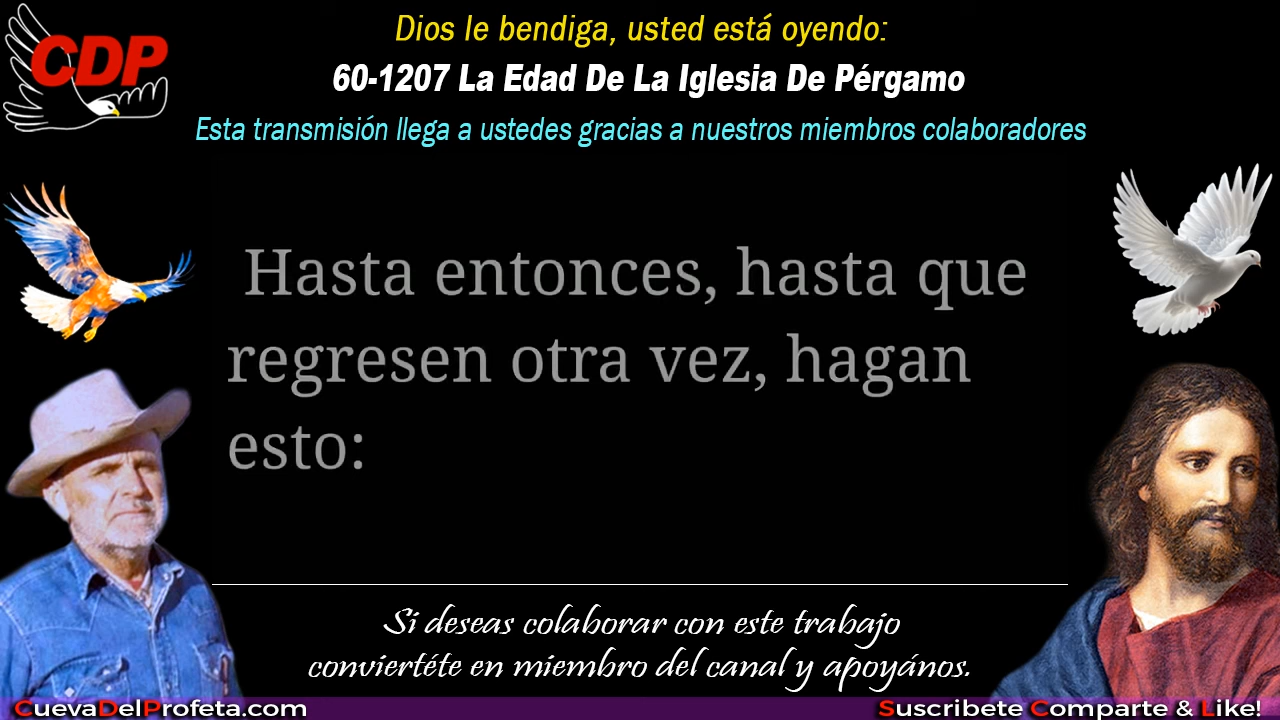 CDP
Dios le bendiga, usted está oyendo:
60-1207 La Edad De La Iglesia De Pérgamo
Esta transmisión llega a ustedes gracias a nuestros miembros colaboradores
Hasta entonces, hasta que
regresen otra vez, hagan
esto:
Si deseas colaborar con este trabajo
conviertéte en miembro del canal y apoyános.
CuevaDelProfeta.com
Suscribete Comparte & Like!